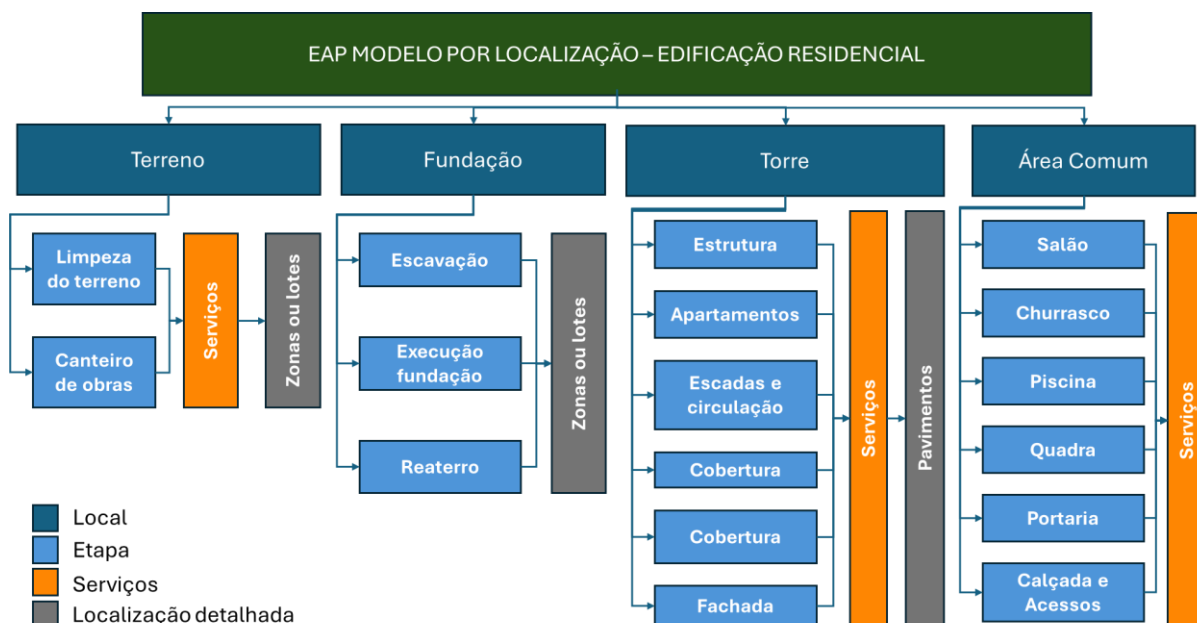 EAP MODELO POR LOCALIZAÇÃO – EDIFICAÇÃO RESIDENCIAL
Terreno
Limpeza
do terreno
Canteiro
de obras
Serviços
Zonas ou lotes
Fundação
Escavação
Execução
fundação
Reaterro
Zonas ou lotes
Torre
Estrutura
Apartamentos
Escadas e
circulação
Cobertura
Cobertura
Fachada
Serviços
Pavimentos
Área Comum
Salão
Churrasco
Piscina
Quadra
Portaria
Calçada e
Acessos
Serviços
Local
Etapa
Serviços
Localização detalhada